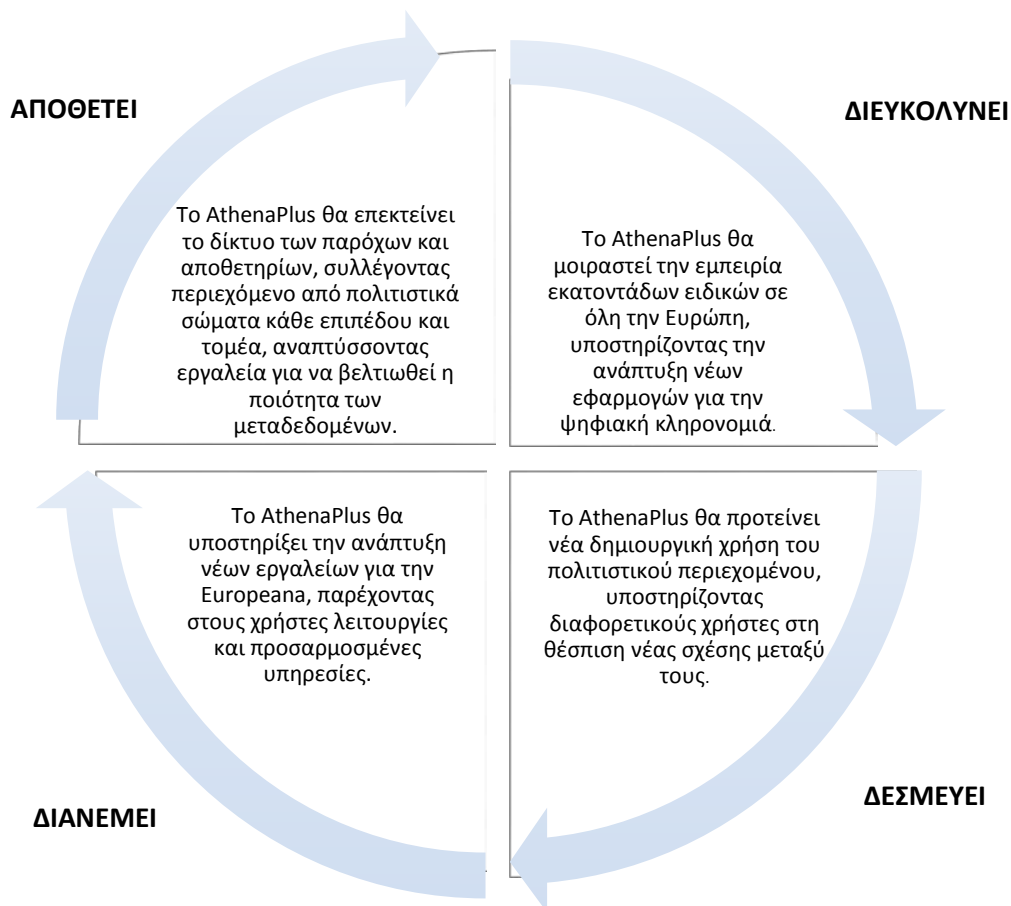 ΑΠΟΘΕΤΕΙ
Το AthenaPlus θα επεκτείνει
το δίκτυο των παρόχων και
αποθετηρίων, συλλέγοντας
περιεχόμενο από πολιτιστικά
σώματα κάθε επιπέδου και
τομέα, αναπτύσσοντας
εργαλεία για να βελτιωθεί η
ποιότητα των
μεταδεδομένων.
ΔΙΕΥΚΟΛΥΝΕΙ
Το AthenaPlus θα
μοιραστεί την εμπειρία
εκατοντάδων ειδικών σε
όλη την Ευρώπη,
υποστηρίζοντας την
ανάπτυξη νέων
εφαρμογών για την
ψηφιακή κληρονομιά.
Το AthenaPlus θα προτείνει
νέα δημιουργική χρήση του
πολιτιστικού περιεχομένου,
υποστηρίζοντας
διαφορετικούς χρήστες στη
θέσπιση νέας σχέσης μεταξύ
τους.
ΔΕΣΜΕΥΕΙ
Το AthenaPlus θα
υποστηρίξει την ανάπτυξη
νέων εργαλείων για την
Europeana, παρέχοντας
στους χρήστες λειτουργίες
και προσαρμοσμένες
υπηρεσίες.
ΔΙΑΝΕΜΕΙ